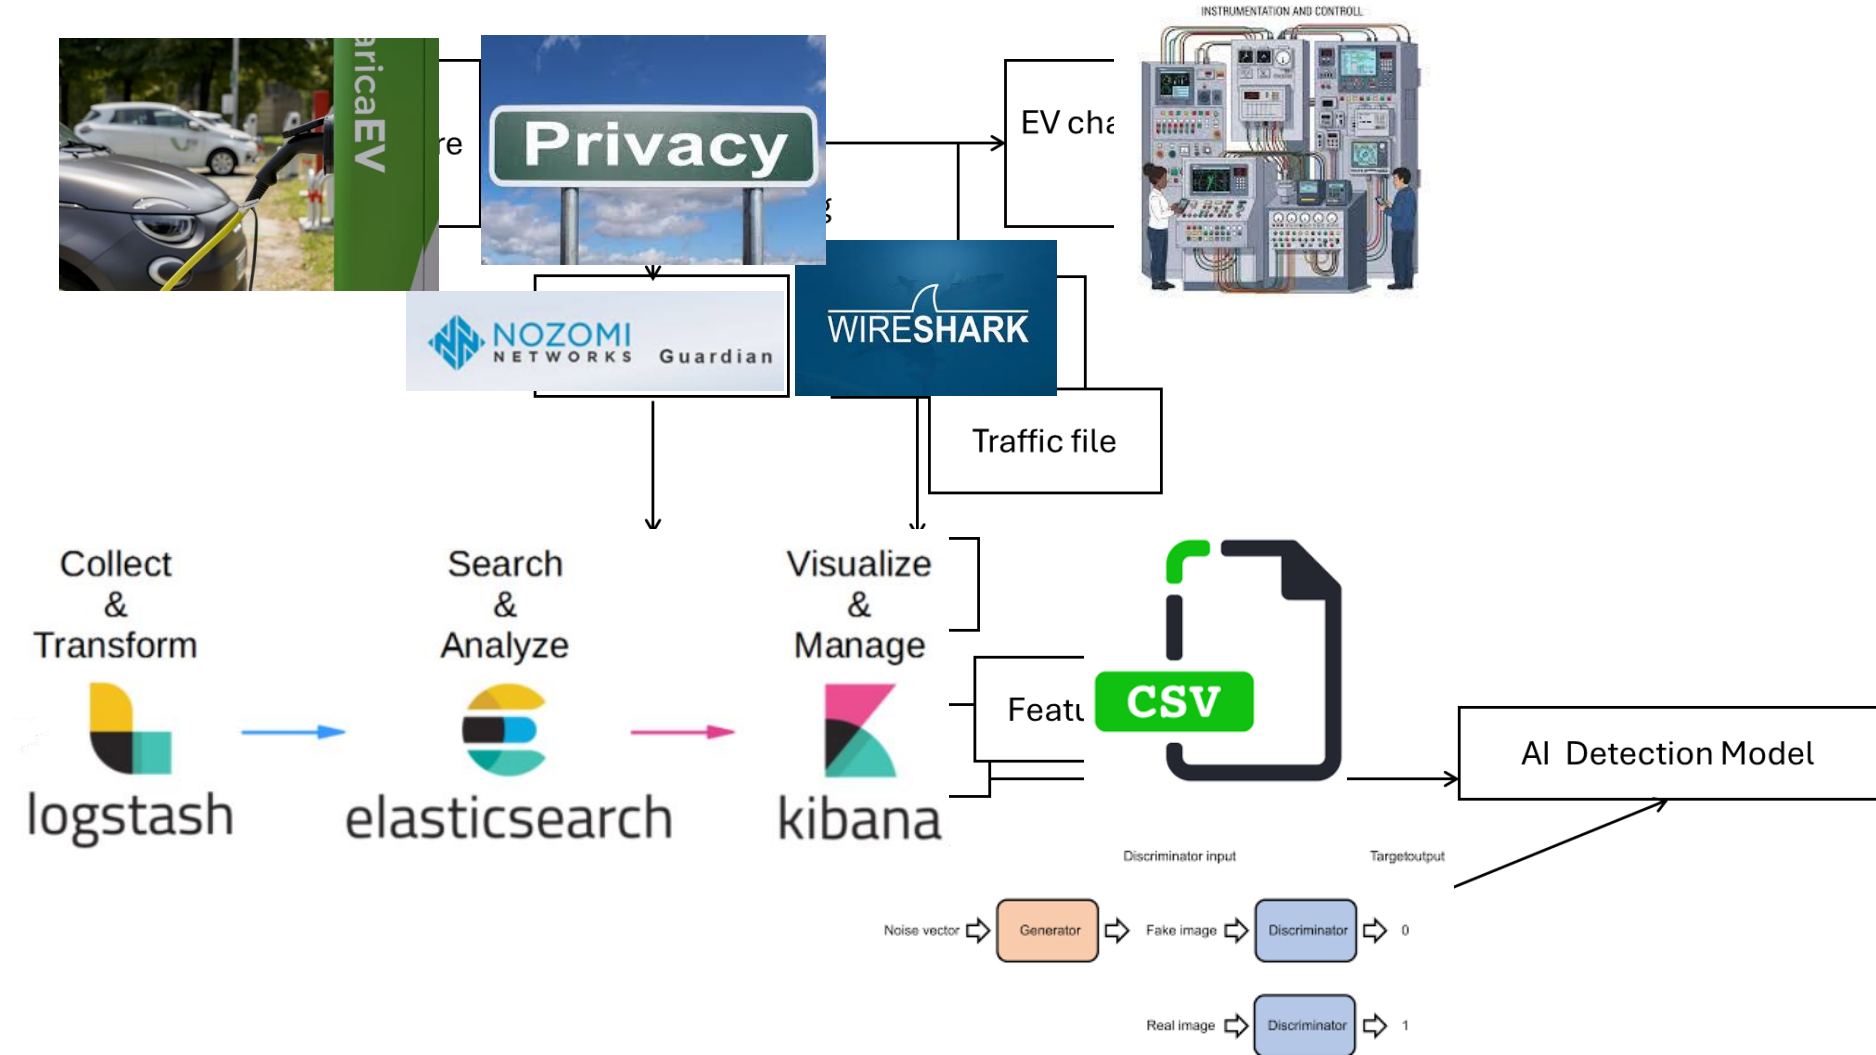 INSTRUMENTATION AND CONTROLL
aricaEV
re
Privacy
EV cha
g
NOZOMI
NETWORKS Guardian
WIRESHARK
Traffic file
Collect
&
Transform
Search
&
Analyze
Visualize
&
Manage
logstash
elasticsearch
kibana
Featu
CSV
AI Detection Model
Discriminator input
Targetoutput
Noise vector
Generator
Fake image
Discriminator
0
Real image
Discriminator
1